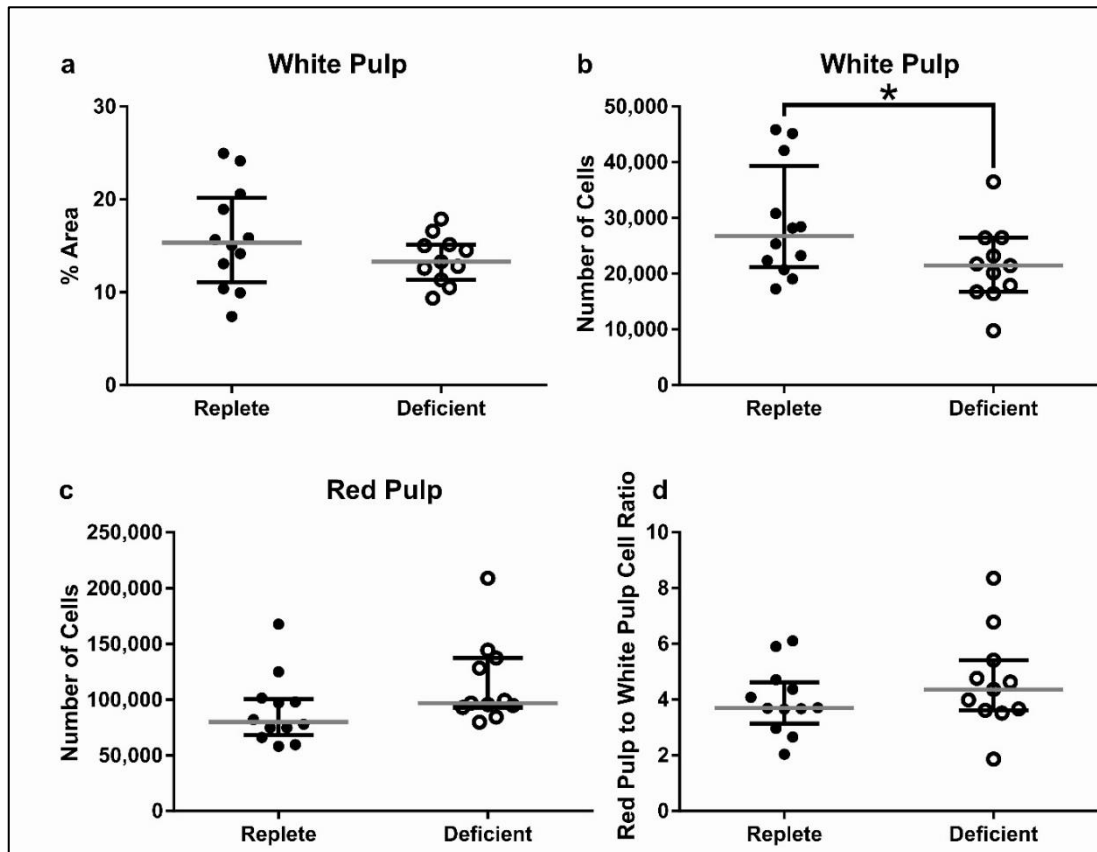 a
White Pulp
% Area
30
20
10
0
Replete
Deficient
b
White Pulp
*
Number of Cells
50,000
40,000
30,000
20,000
10,000
0
Replete
Deficient
c
Red Pulp
Number of Cells
250,000
200,000
150,000
100,000
50,000
0
Replete
Deficient
d
Red Pulp to White Pulp Cell Ratio
10
8
6
4
2
0
Replete
Deficient